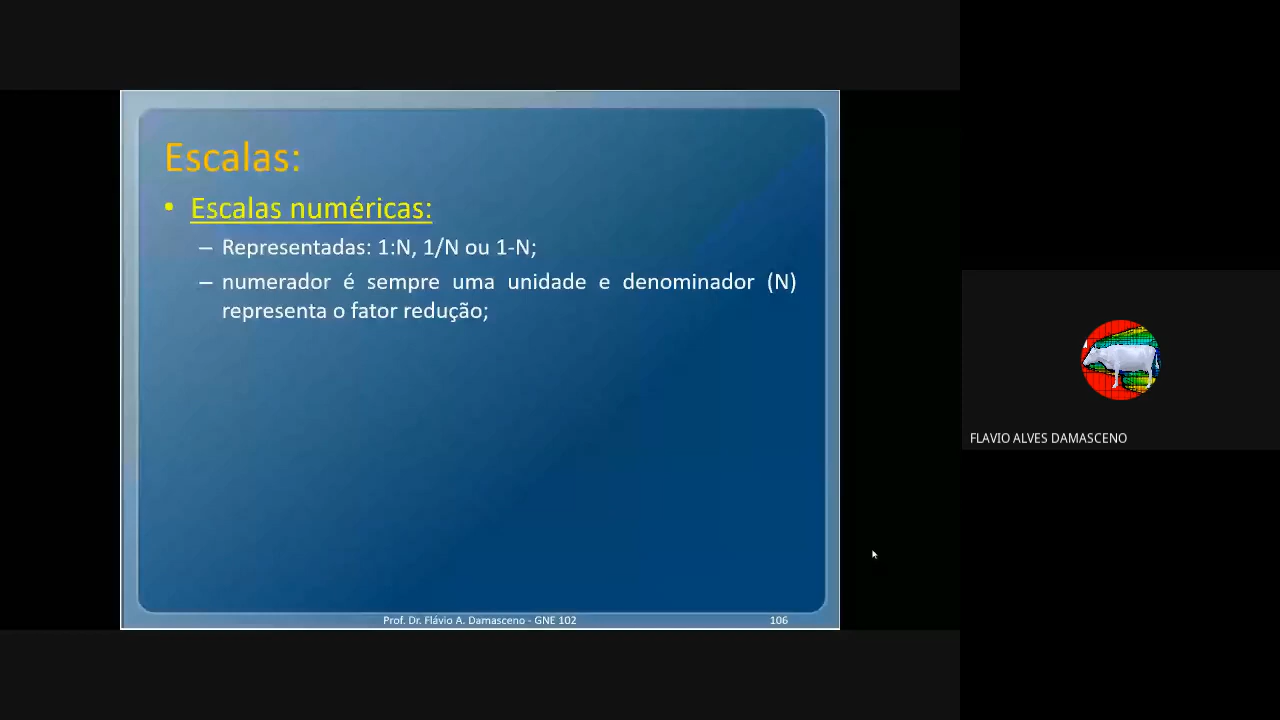 Escalas:
• Escalas numéricas:
– Representadas: 1:N, 1/N ou 1-N;
– numerador é sempre uma unidade e denominador (N)
representa o fator redução;
Prof. Dr. Flávio A. Damasceno - GNE 102
106
FLAVIO ALVES DAMASCENO